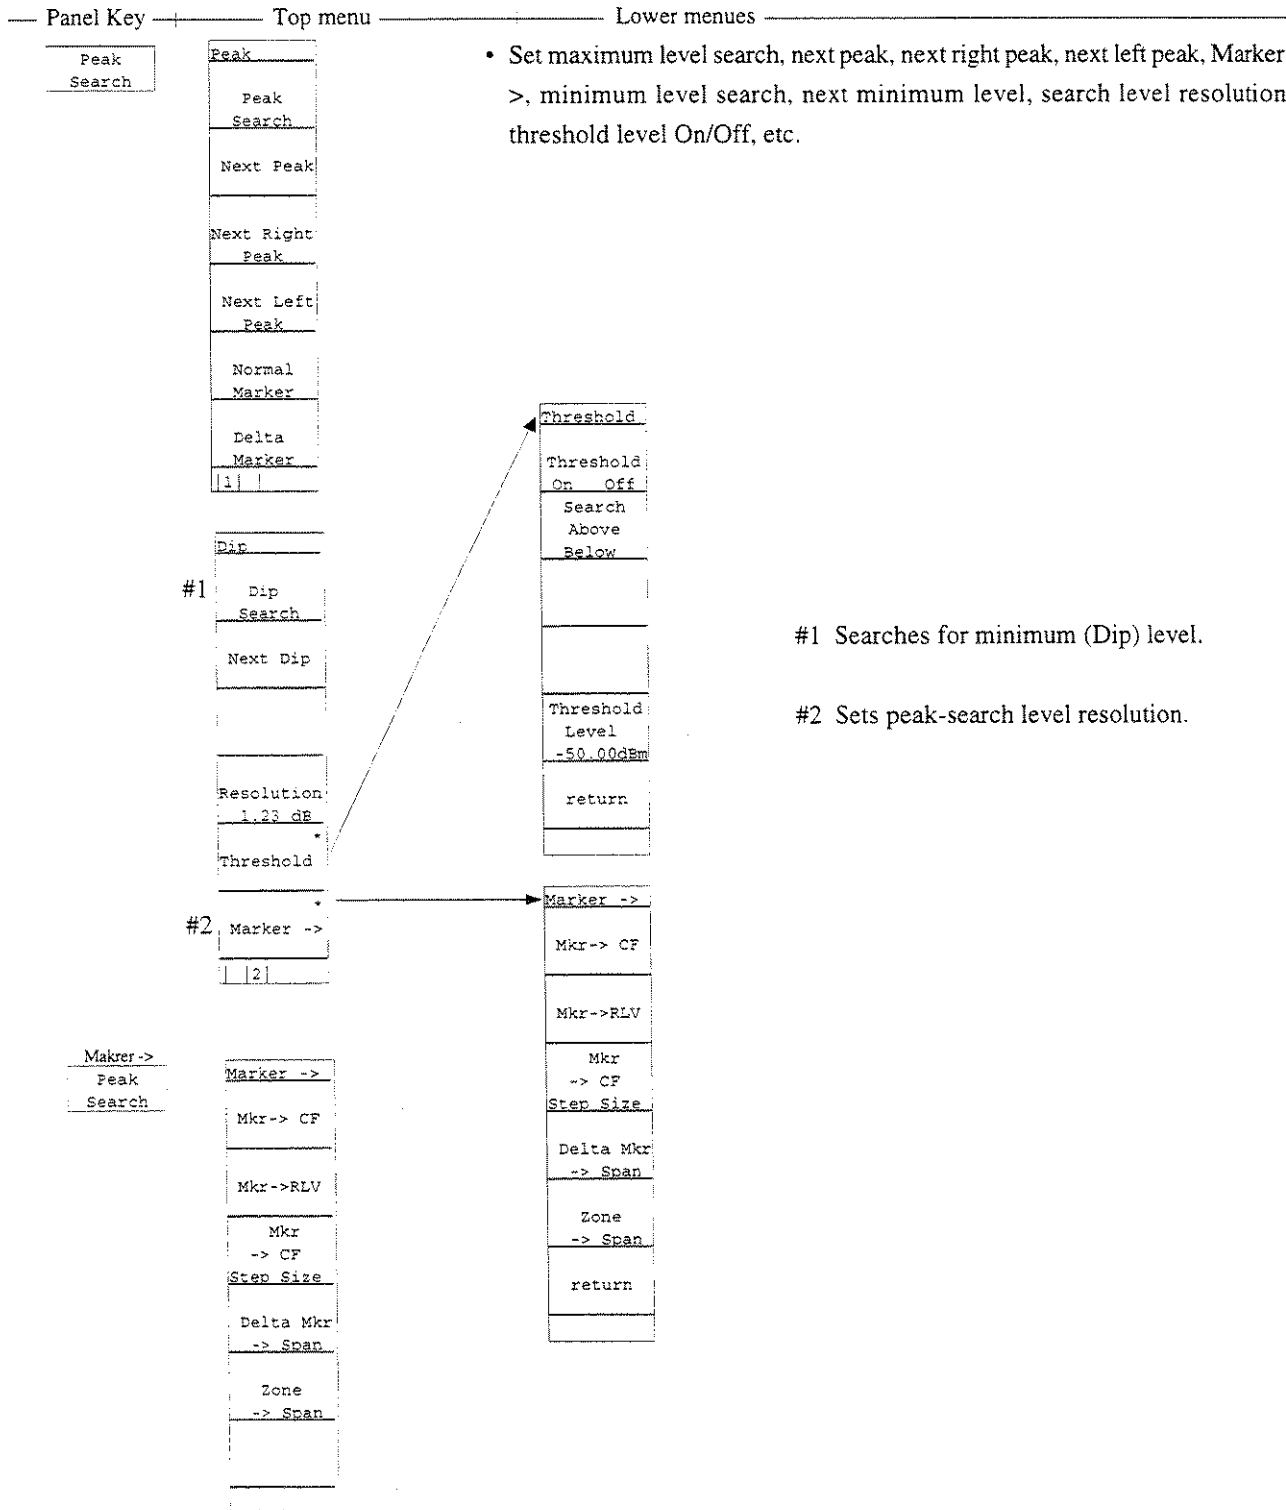 Panel Key
Top menu
Lower menues
Peak
Search
Peak
Peak
Search
Next Peak
Next Right
Peak
Next Left
Peak
Normal
Marker
Delta
Marker
1
• Set maximum level search, next peak, next right peak, next left peak, Marker
>, minimum level search, next minimum level, search level resolution
threshold level On/Off, etc.
Dip
#1
Dip
Search
Next Dip
Resolution
1.23 dB
*
Threshold
*
#2
Marker ->
2
Threshold
Threshold
On Off
Search
Above
Below
Threshold
Level
-50.00dBm
return
#1 Searches for minimum (Dip) level.
#2 Sets peak-search level resolution.
Marker ->
Mkr-> CF
Mkr->RLV
Mkr
-> CF
Step Size
Delta Mkr
-> Span
Zone
-> Span
return
Makrer ->
Peak
Search
Marker ->
Mkr-> CF
Mkr->RLV
Mkr
-> CF
Step Size
Delta Mkr
-> Span
Zone
-> Span